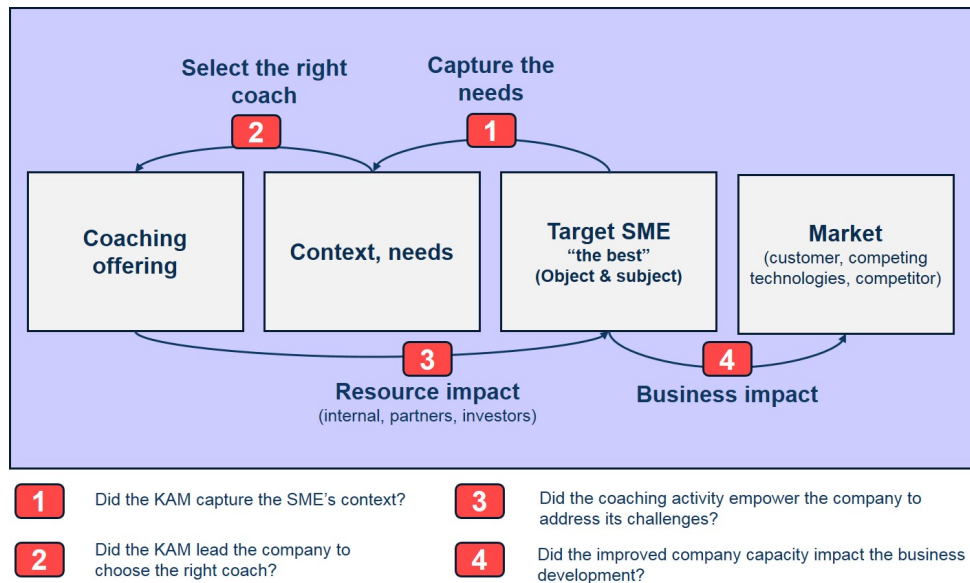 Select the right
coach
2
Capture the
needs
1
Coaching
offering
Context, needs
Target SME
“the best”
(Object & subject)
Market
(customer, competing
technologies, competitor)
3
Resource impact
(internal, partners, investors)
4
Business impact
1
Did the KAM capture the SME’s context?
2
Did the KAM lead the company to
choose the right coach?
3
Did the coaching activity empower the company to
address its challenges?
4
Did the improved company capacity impact the business
development?